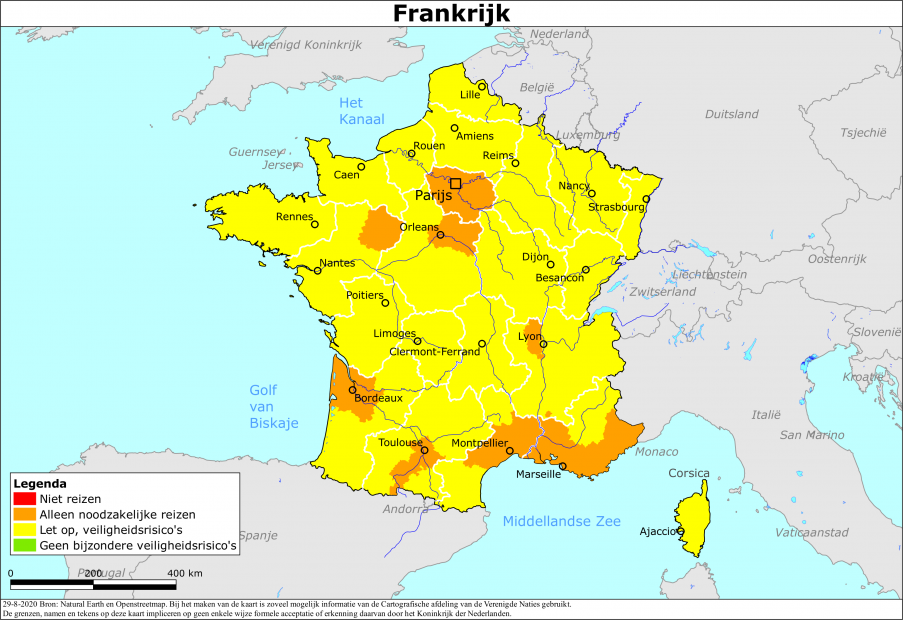 Frankrijk
Nederland
Verenigd Koninkrijk
België
Lille
Het
Kanaal
Duitsland
Amiens
Luxemburg
Tsjechië
Rouen
Guernsey
Jersey
Reims
Caen
Nancy
Parijs
Strasbourg
Rennes
Orleans
Dijon
Oostenrijk
Nantes
Besancon
Liechtenstein
Zwitserland
Poitiers
Limoges
Lyon
Slovenië
Clermont-Ferrand
Kroatië
Golf
van
Biskaje
Bordeaux
Italië
San Marino
Toulouse
Montpellier
Monaco
Marseille
Corsica
Andorra
Middellandse Zee
Ajaccio
Vaticaanstad
Spanje
Portugal
Legenda
Niet reizen
Alleen noodzakelijke reizen
Let op, veiligheidsrisico's
Geen bijzondere veiligheidsrisico's
0 200 400 km
29-8-2020 Bron: Natural Earth en Openstreetmap. Bij het maken van de kaart is zoveel mogelijk informatie van de Cartografische afdeling van de Verenigde Naties gebruikt.
De grenzen, namen en tekens op deze kaart impliceren op geen enkele wijze formele acceptatie of erkenning daarvan door het Koninkrijk der Nederlanden.